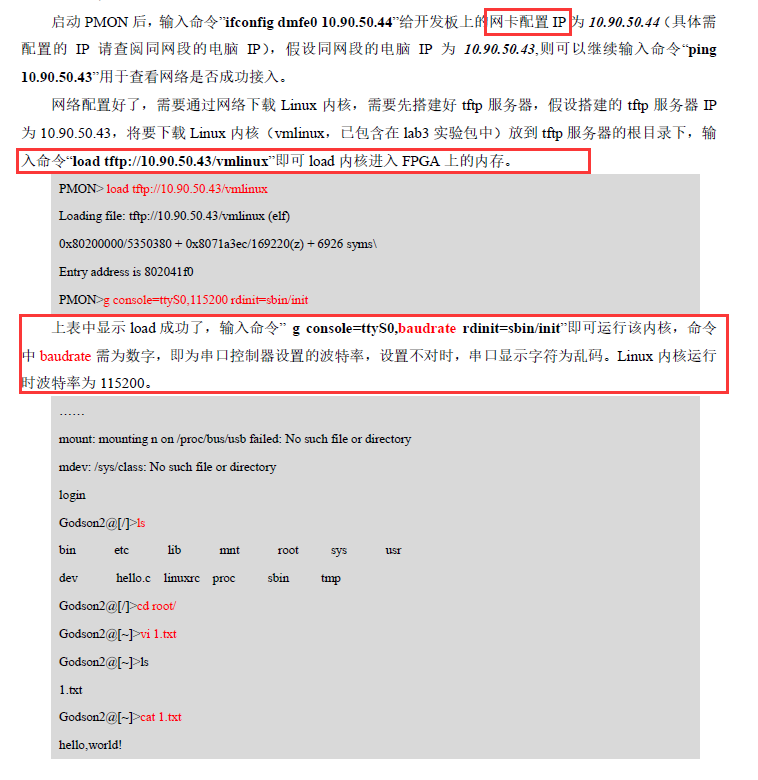 启动 PMON 后，输入命令”ifconfig dmfe0 10.90.50.44”给开发板上的网卡配置 IP 为 10.90.50.44（具体需
配置的 IP 请查阅同网段的电脑 IP），假设同网段的电脑 IP 为 10.90.50.43,则可以继续输入命令“ping
10.90.50.43”用于查看网络是否成功接入。
网络配置好了，需要通过网络下载 Linux 内核，需要先搭建好 tftp 服务器，假设搭建的 tftp 服务器 IP
为 10.90.50.43，将要下载 Linux 内核（vmlinux，已包含在 lab3 实验包中）放到 tftp 服务器的根目录下，输
入命令“load tftp://10.90.50.43/vmlinux”即可 load 内核进入 FPGA 上的内存。
PMON> load tftp://10.90.50.43/vmlinux
Loading file: tftp://10.90.50.43/vmlinux (elf)
0x80200000/5350380 + 0x8071a3ec/169220(z) + 6926 syms\
Entry address is 802041f0
PMON>g console=ttyS0,115200 rdinit=sbin/init
上表中显示 load 成功了，输入命令” g console=ttyS0,baudrate rdinit=sbin/init”即可运行该内核，命令
中 baudrate 需为数字，即为串口控制器设置的波特率，设置不对时，串口显示字符为乱码。Linux 内核运行
时波特率为 115200。
……
mount: mounting n on /proc/bus/usb failed: No such file or directory
mdev: /sys/class: No such file or directory
login
Godson2@[/]>ls
bin etc lib mnt root sys usr
dev hello.c linuxrc proc sbin tmp
Godson2@[/]>cd root/
Godson2@[~]>vi 1.txt
Godson2@[~]>ls
1.txt
Godson2@[~]>cat 1.txt
hello,world!